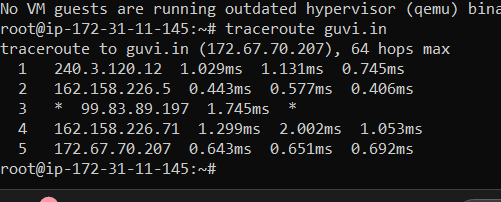 No VM guests are running outdated hypervisor (qemu) bina
root@ip-172-31-11-145:~# traceroute guvi.in
traceroute to guvi.in (172.67.70.207), 64 hops max
  1   240.3.120.12  1.029ms  1.131ms  0.745ms
  2   162.158.226.5  0.443ms  0.577ms  0.406ms
  3   *  99.83.89.197  1.745ms  *
  4   162.158.226.71  1.299ms  2.002ms  1.053ms
  5   172.67.70.207  0.643ms  0.651ms  0.692ms
root@ip-172-31-11-145:~#